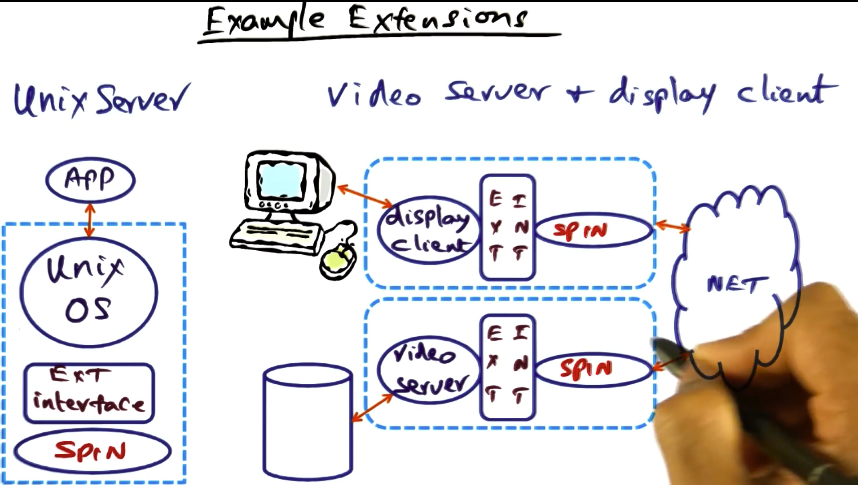 Example Extensions
Unix Server
Video server + display client
APP
Unix
OS
EXT
interface
SPIN
display
client
E I
X N
T T
SPIN
NET
video
server
E I
X N
T T
SPIN